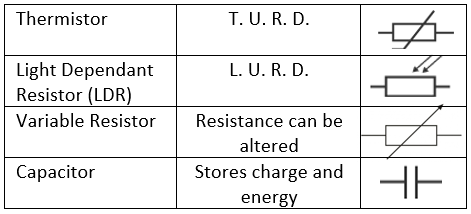 Thermistor T. U. R. D.
Light Dependant L. U. R. D.
Resistor (LDR)
Variable Resistor Resistance can be
altered
Capacitor Stores charge and
energy